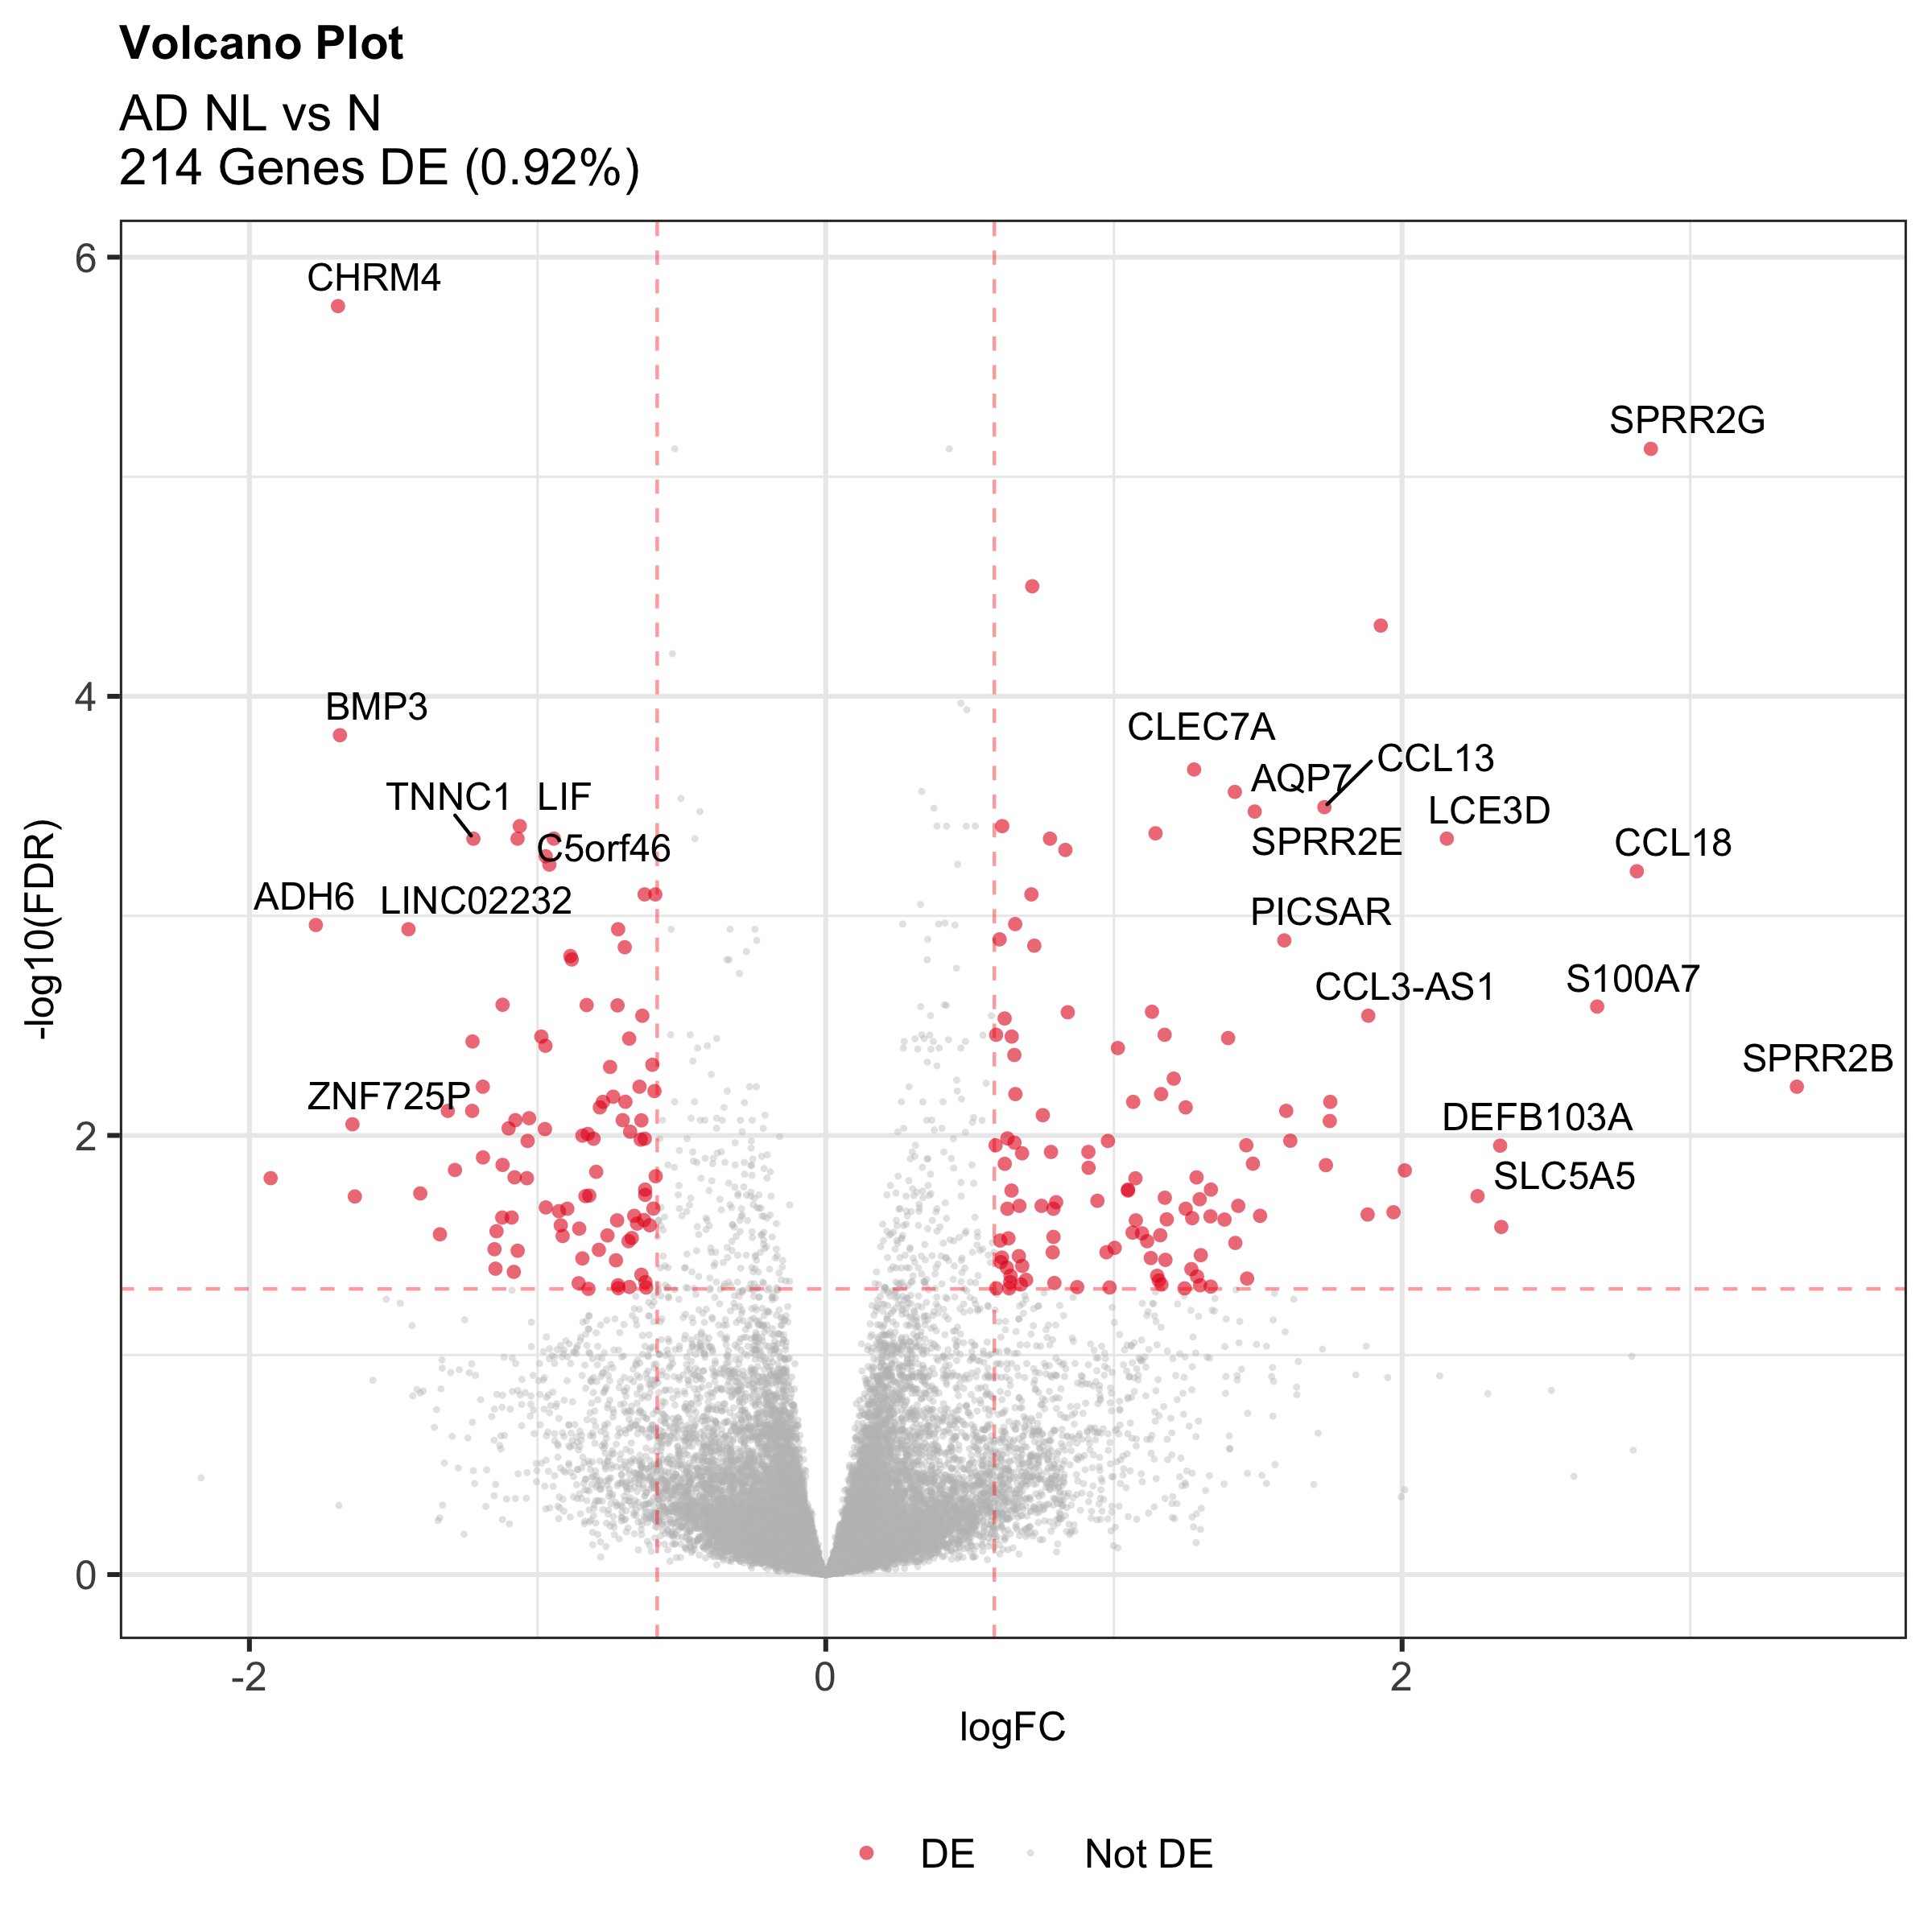 Volcano Plot
AD NL vs N
214 Genes DE (0.92%)
6
CHRM4
SPRR2G
4
BMP3
CLEC7A
CCL13
AQP7
TNNC1
LIF
LCE3D
SPRR2E
CCL18
C5orf46
ADH6
LINC02232
PICSAR
S100A7
CCL3-AS1
SPRR2B
ZNF725P
DEFB103A
2
SLC5A5
0
-log10(FDR)
-2
0
2
logFC
DE
Not DE